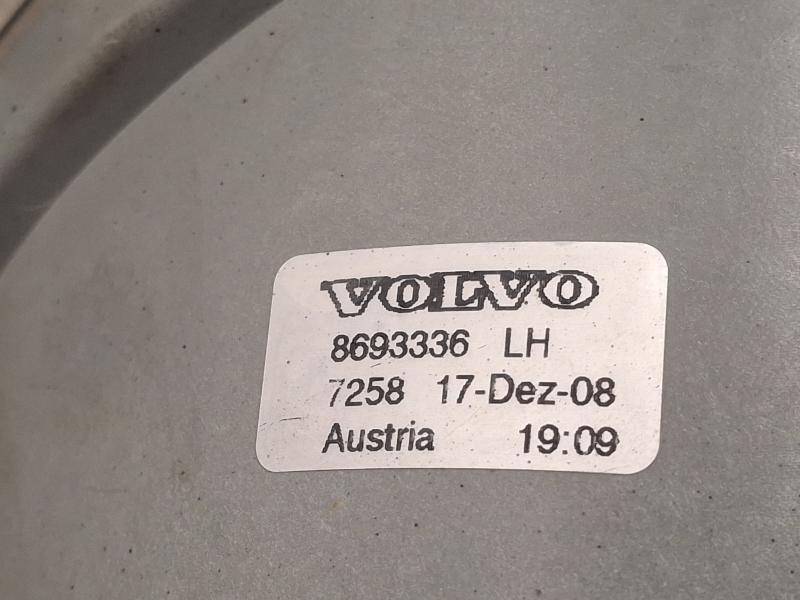 VOLVO
8693336 LH
7258 17-Dez-08
Austria 19:09